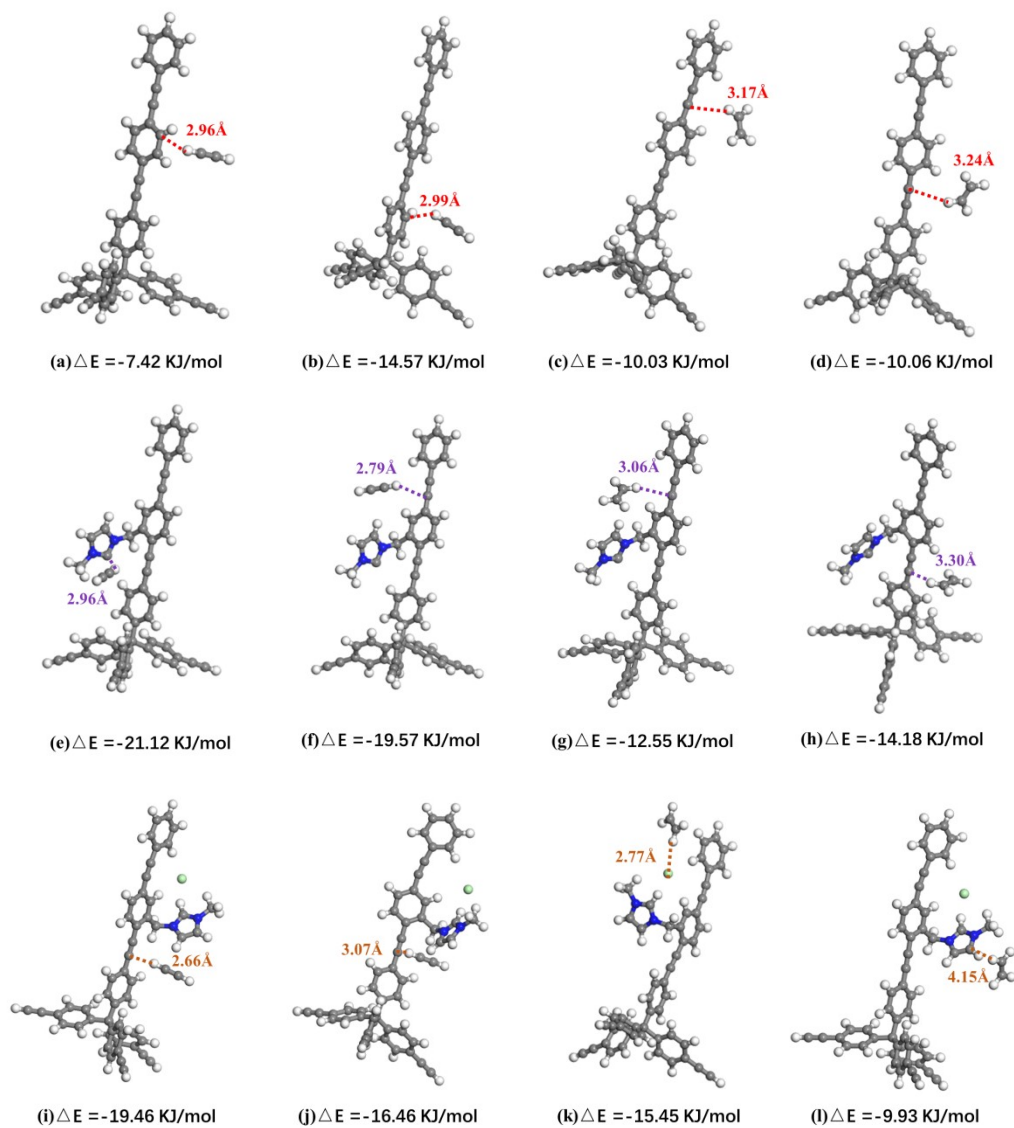 2.96Å
2.99Å
3.17Å
3.24Å
(a)△E =-7.42 KJ/mol
(b)△E =-14.57 KJ/mol
(c)△E =-10.03 KJ/mol
(d)△E =-10.06 KJ/mol
2.96Å
2.79Å
3.06Å
3.30Å
(e)△E =-21.12 KJ/mol
(f)△E =-19.57 KJ/mol
(g)△E =-12.55 KJ/mol
(h)△E =-14.18 KJ/mol
2.66Å
3.07Å
2.77Å
4.15Å
(i)△E =-19.46 KJ/mol
(j)△E =-16.46 KJ/mol
(k)△E =-15.45 KJ/mol
(l)△E =-9.93 KJ/mol